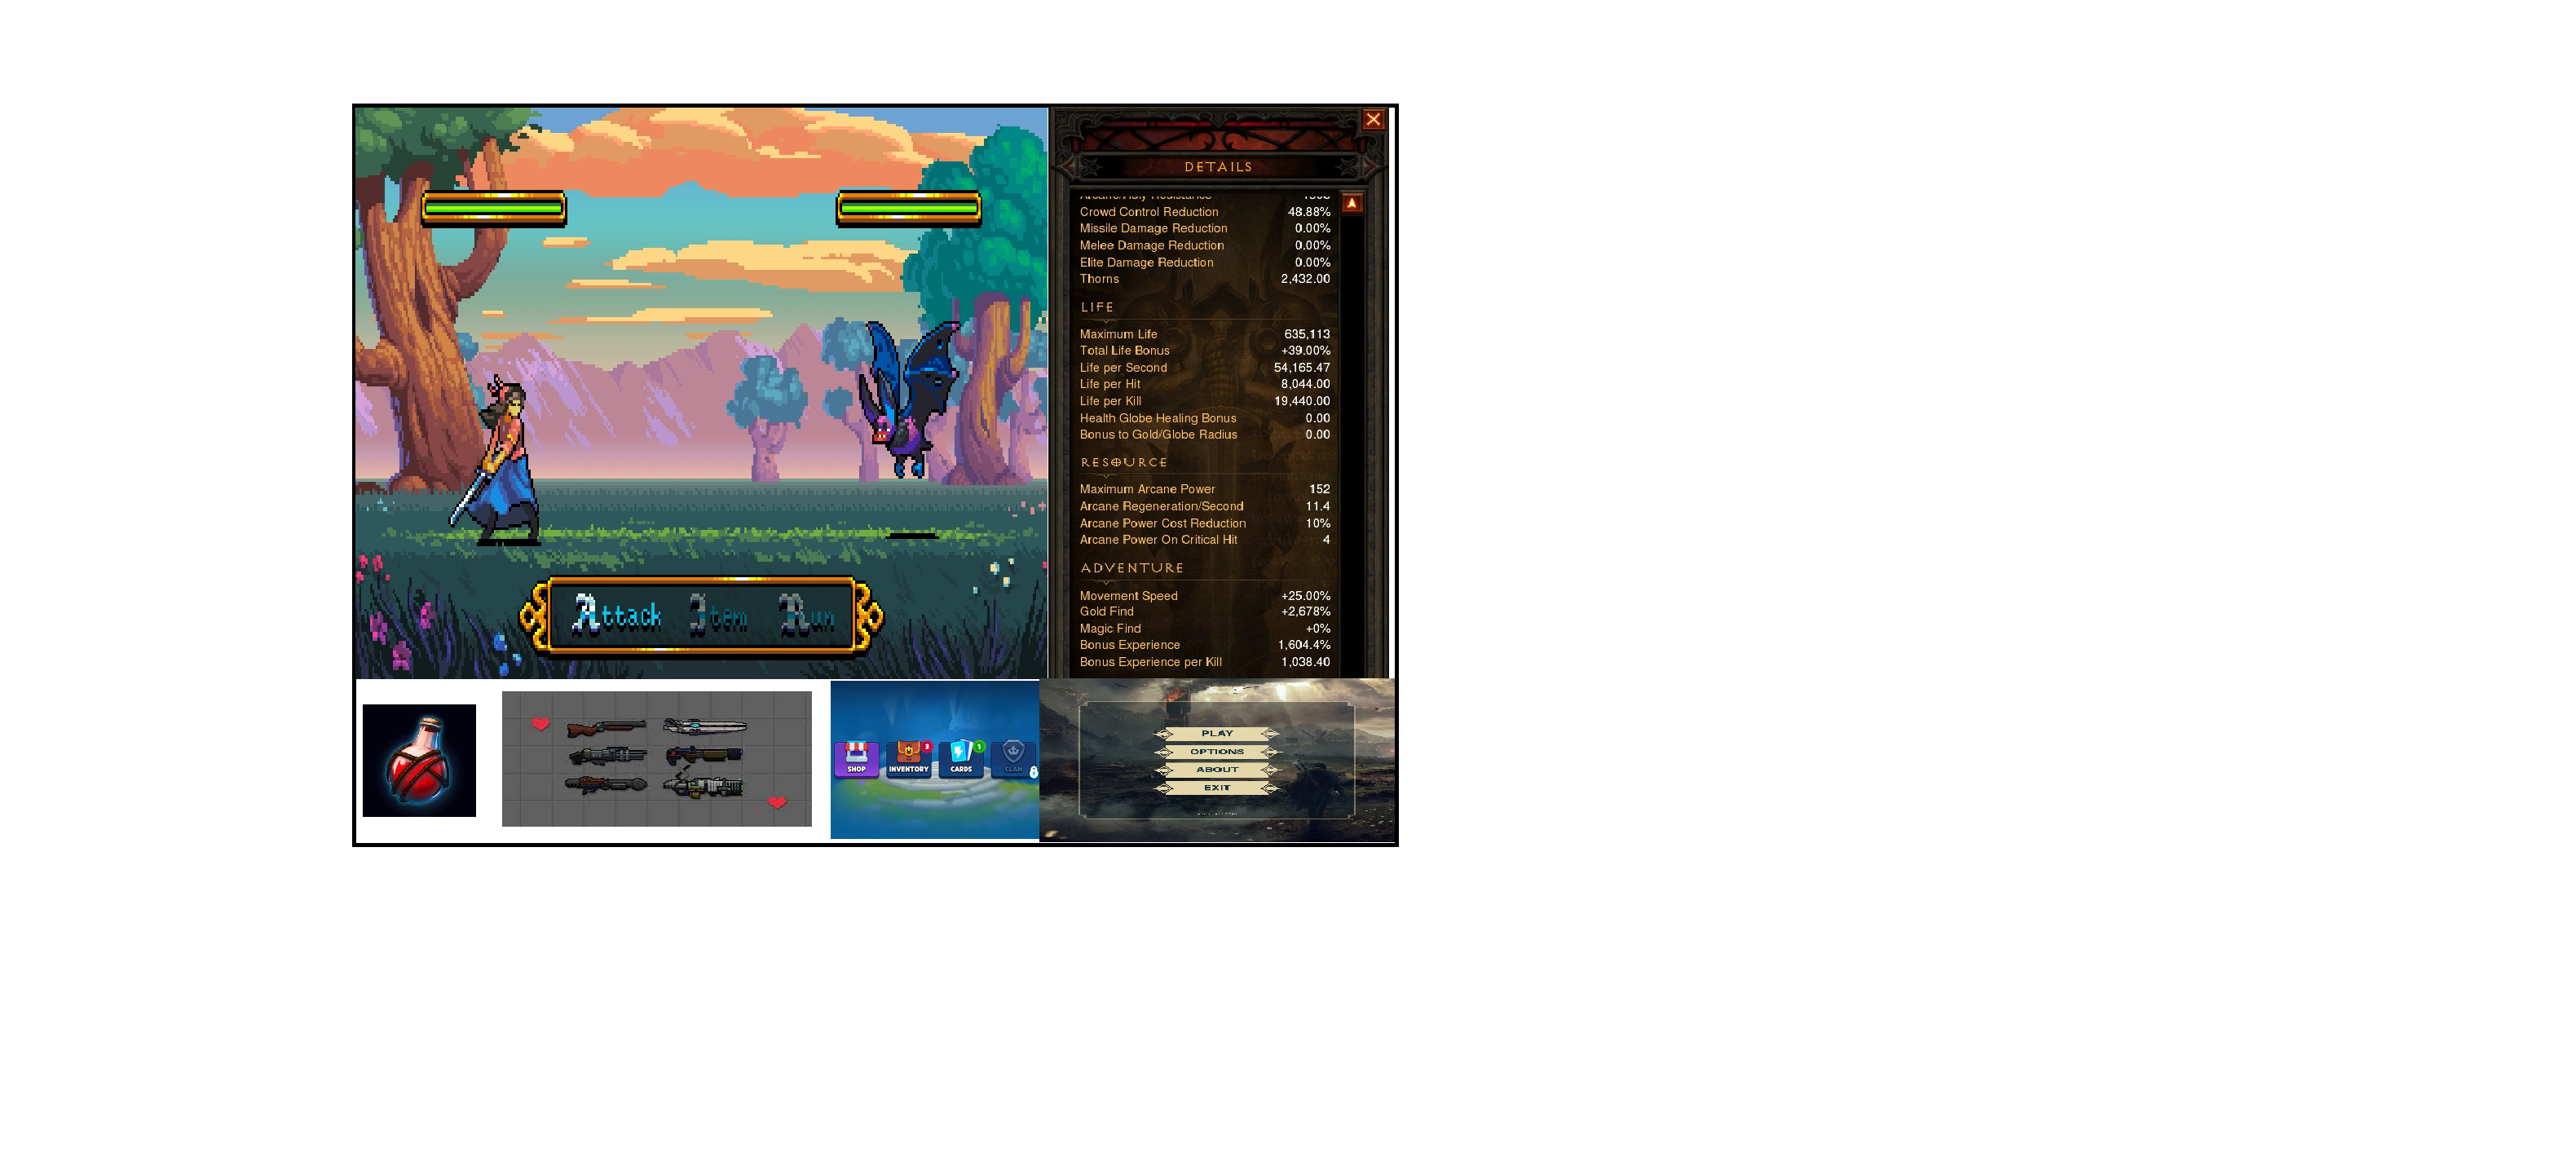 DETAILS
Crowd Control Reduction 48.88%
Missile Damage Reduction 0.00%
Melee Damage Reduction 0.00%
Elite Damage Reduction 0.00%
Thorns 2,432.00
LIFE
Maximum Life 635,113
Total Life Bonus +39.00%
Life per Second 54,165.47
Life per Hit 8,044.00
Life per Kill 19,440.00
Health Globe Healing Bonus 0.00
Bonus to Gold/Globe Radius 0.00
RESOURCE
Maximum Arcane Power 152
Arcane Regeneration/Second 11.4
Arcane Power Cost Reduction 10%
Arcane Power On Critical Hit 4
ADVENTURE
Movement Speed +25.00%
Gold Find +2,678%
Magic Find +0%
Bonus Experience 1,604.4%
Bonus Experience per Kill 1,038.40
Attack Item Run
3 1
SHOP INVENTORY CARDS CLAN
PLAY
OPTIONS
ABOUT
EXIT